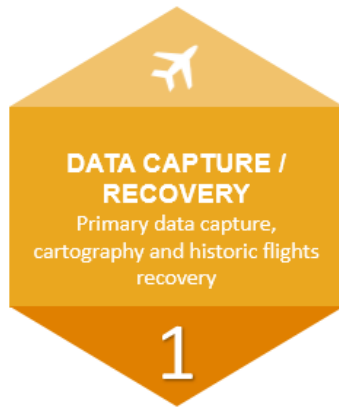 DATA CAPTURE /
RECOVERY
Primary data capture,
cartography and historic flights
recovery
1